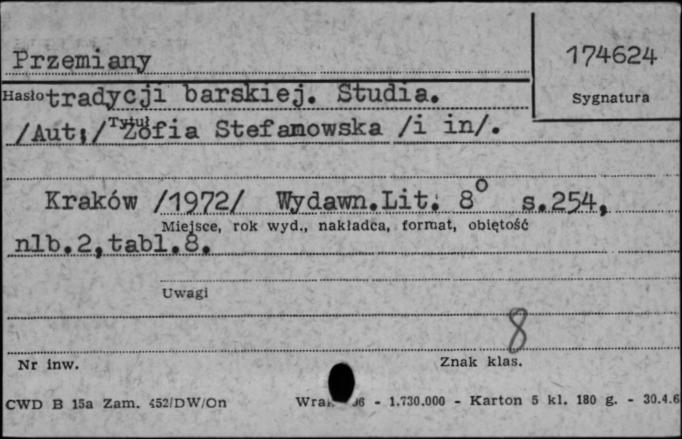 Przemiany
174624
Hasło tradycji barskiej. Studia.
Sygnatura
Tytuł
/Aut:/ Zofia Stefanowska /i in/.
Kraków /1972/ Wydawn.Lit. 8° s.254,
Miejsce, rok wyd., nakładca, format, objętość
nlb.2,tabl.8.
Uwagi
8
Nr inw.
Znak klas.
CWD B 15a Zam. 452/DW/On - 1.730.000 - Karton 5 kl. 180 g. - 30.4.6